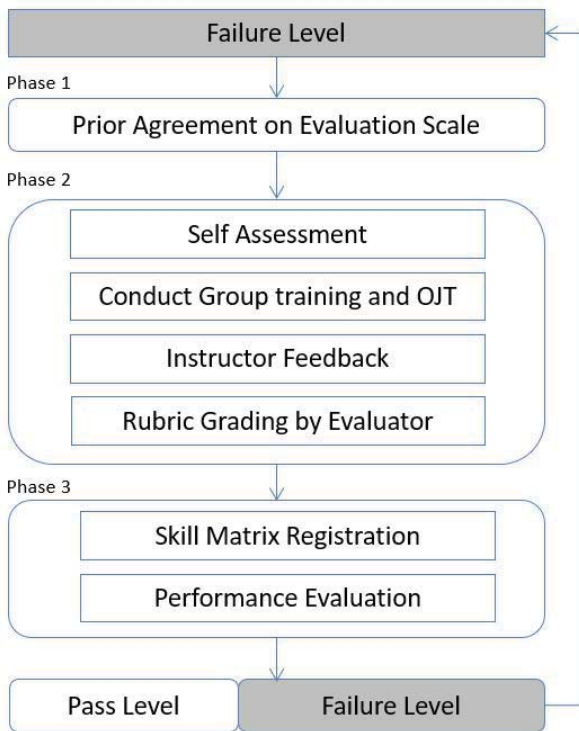 Failure Level
Phase 1
Prior Agreement on Evaluation Scale
Phase 2
Self Assessment
Conduct Group training and OJT
Instructor Feedback
Rubric Grading by Evaluator
Phase 3
Skill Matrix Registration
Performance Evaluation
Pass Level
Failure Level